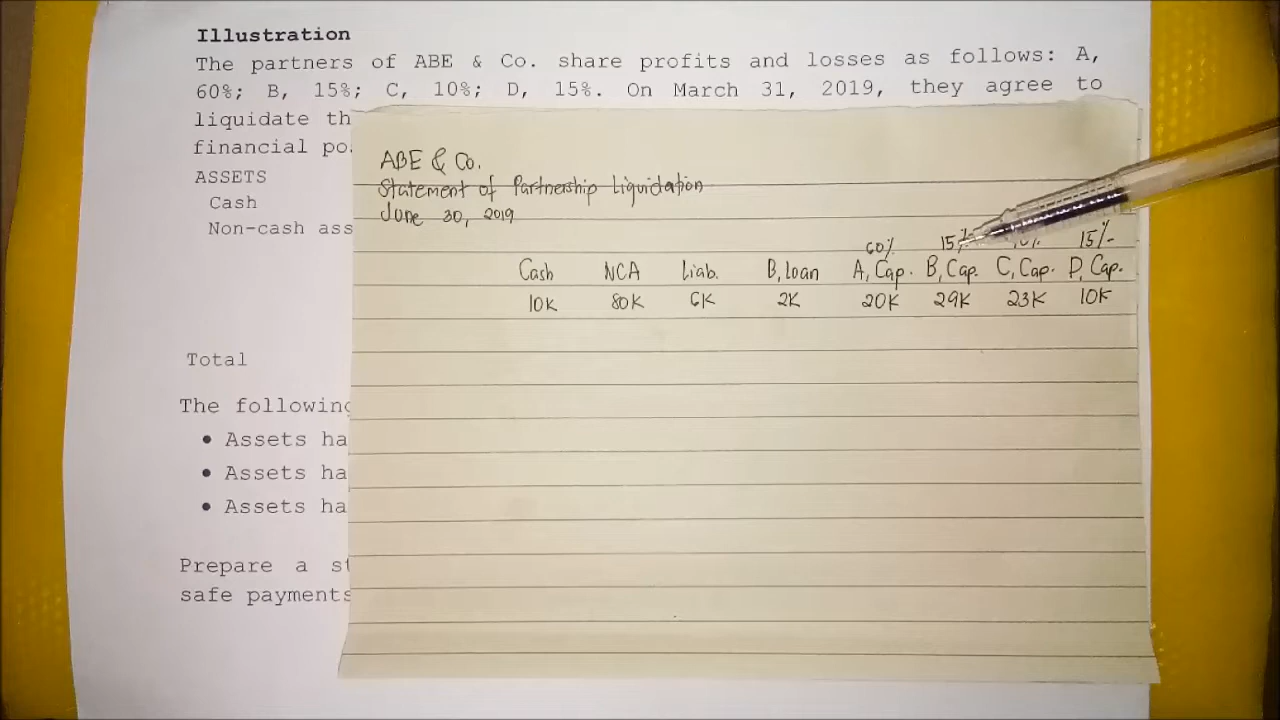 Illustration
The partners of ABE & Co. share profits and losses as follows: A,
60%; B, 15%; C, 10%; D, 15%. On March 31, 2019, they agree to
liquidate th
financial po
ABE & Co.
ASSETS
Statement of Partnership Liquidation
Cash
June 30, 2019
Non-cash ass
60% 15% 15%
Cash NCA Liab. B, Loan A, Cap. B, Cap. C, Cap. D, Cap.
10K 80K 6K 2K 20K 29K 23K 10K
Total
The following
• Assets ha
• Assets ha
• Assets ha
Prepare a st
safe payments